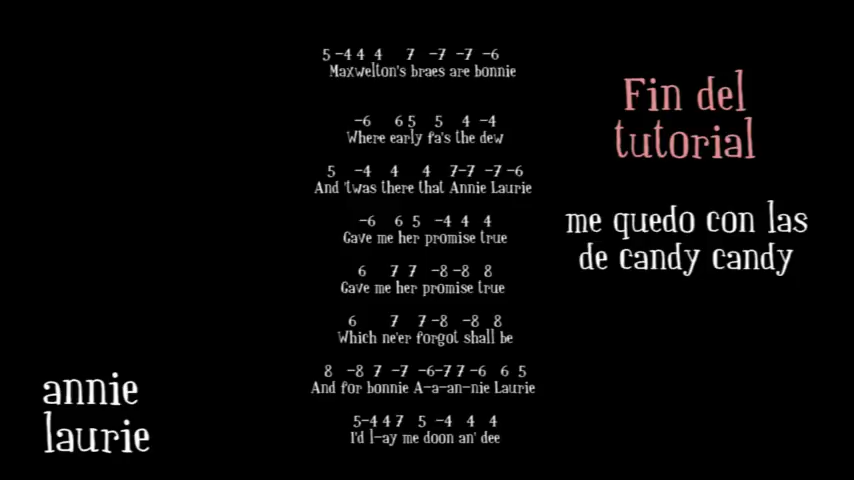 5 -4 4 4 7 -7 -7 -6
Maxwelton's braes are bonnie
-6 6 5 5 4 -4
Where early fa's the dew
5 -4 4 4 7-7 -7 -6
And 'twas there that Annie Laurie
-6 6 5 -4 4 4
Gave me her promise true
6 7 7 -8 -8 8
Gave me her promise true
6 7 7 -8 -8 8
Which ne'er forgot shall be
8 -8 7 -7 -6-7 7 -6 6 5
And for bonnie A-a-an-nie Laurie
5-4 4 7 5 -4 4 4
I'd l-ay me doon an' dee
Fin del
tutorial
me quedo con las
de candy candy
annie
laurie